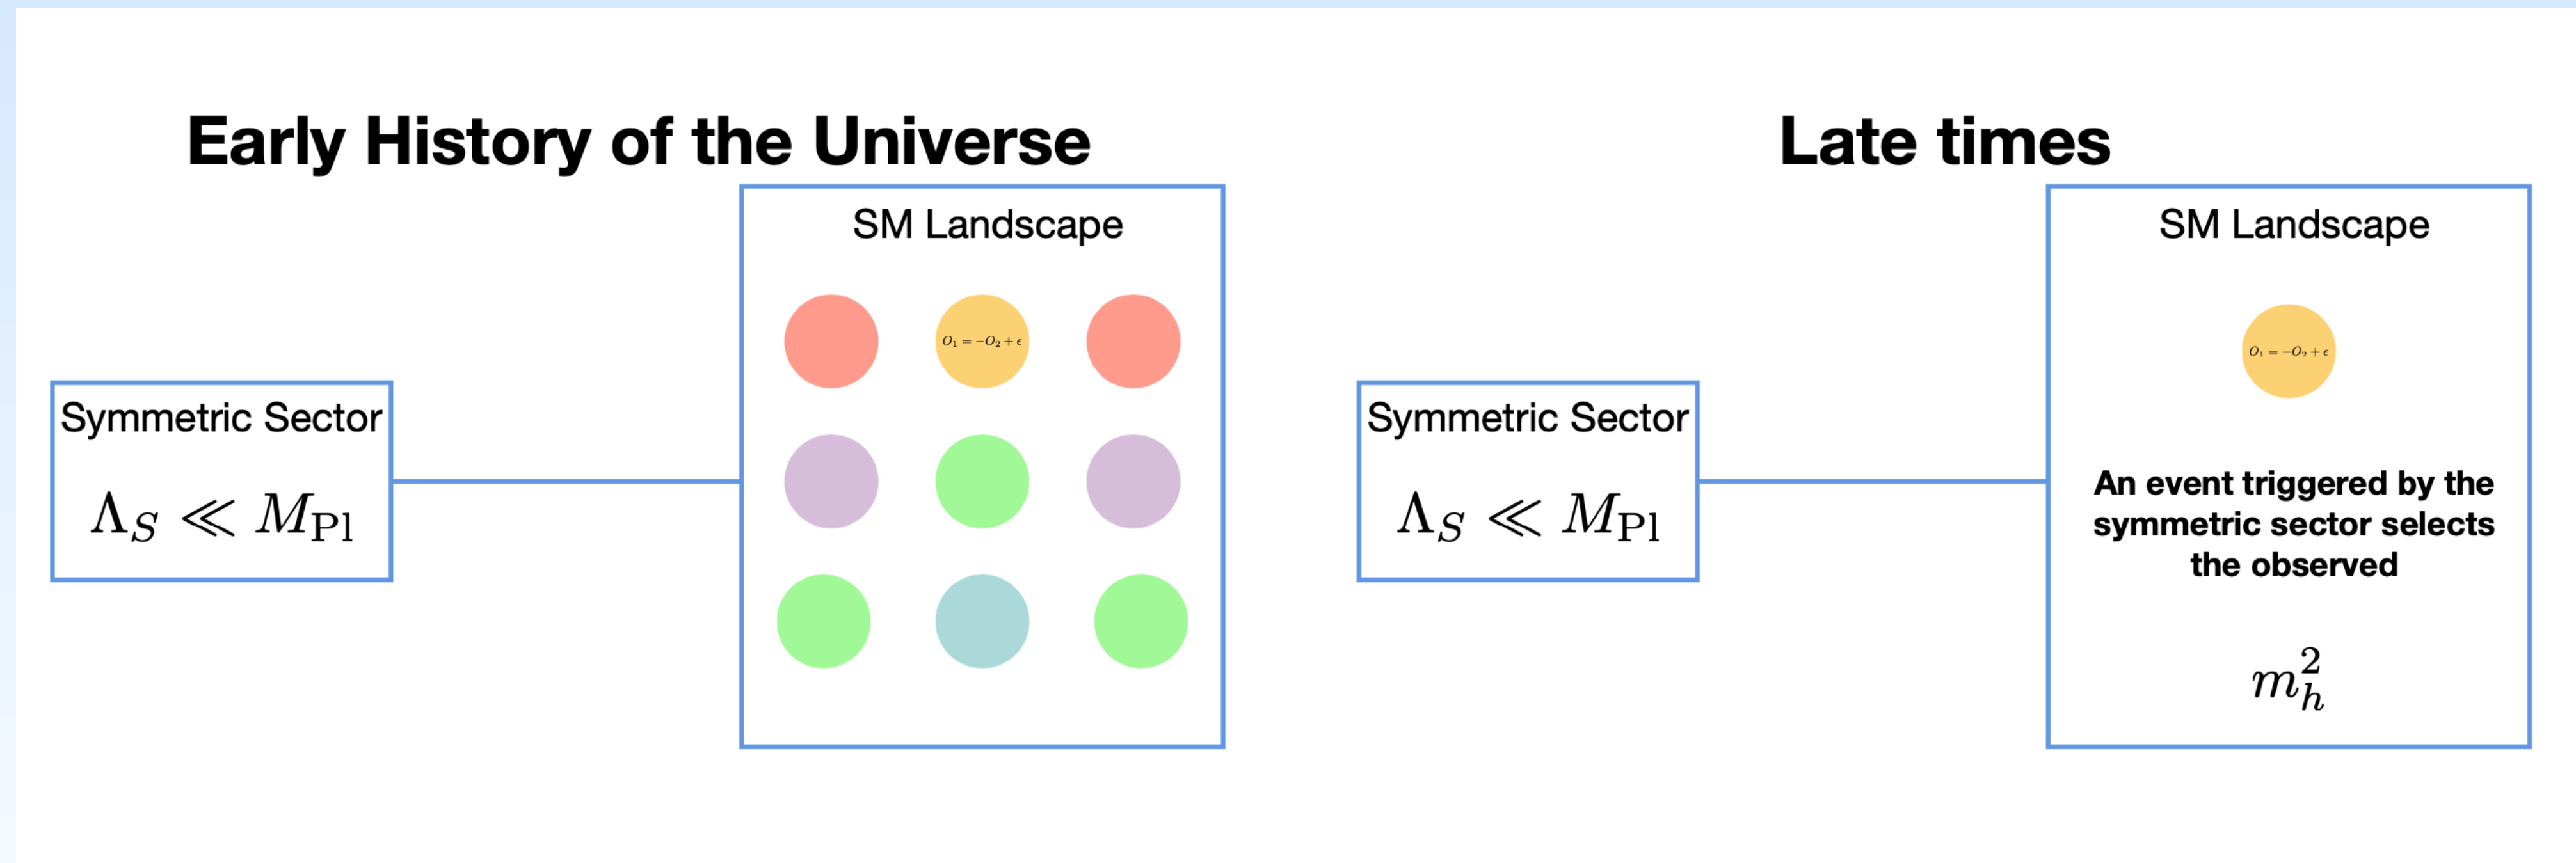 Early History of the Universe
SM Landscape
O₁ = −O₂ + ϵ
Symmetric Sector
Λ_S ≪ M_Pl
Late times
SM Landscape
O₁ = −O₂ + ϵ
Symmetric Sector
Λ_S ≪ M_Pl
An event triggered by the
symmetric sector selects
the observed
m_h^2